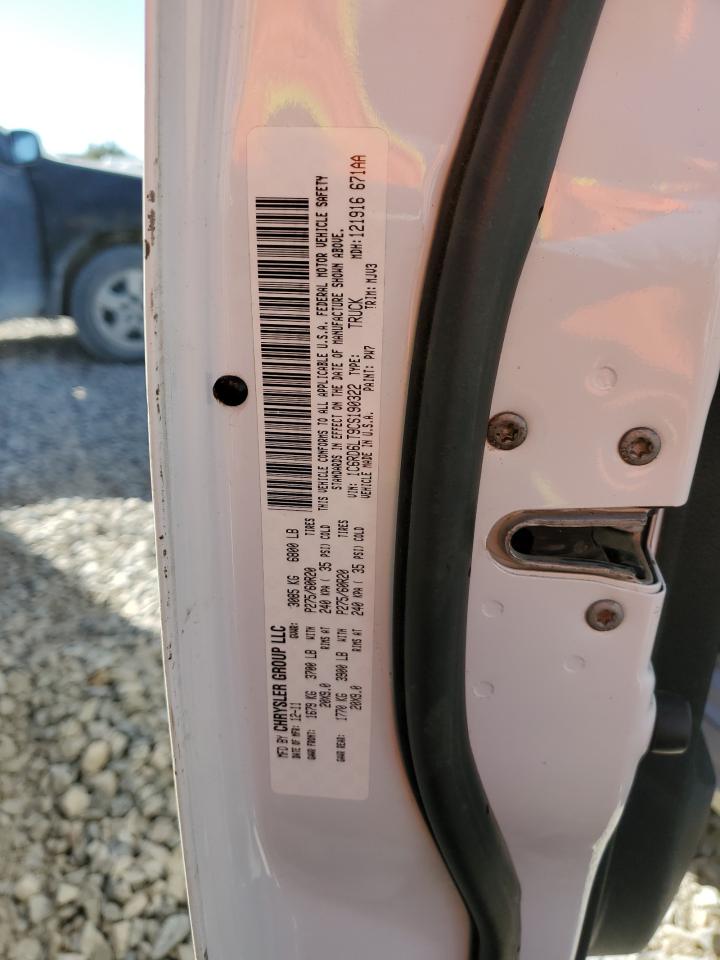 MFD BY CHRYSLER GROUP LLC
DATE OF MFR: 12-11 GVWR: 3085 KG 6800 LB
GAWR FRONT: 1679 KG 3700 LB WITH P275/60R20 TIRES
20X9.0 RIMS AT 240 KPA ( 35 PSI) COLD
GAWR REAR: 1770 KG 3900 LB WITH P275/60R20 TIRES
20X9.0 RIMS AT 240 KPA ( 35 PSI) COLD
THIS VEHICLE CONFORMS TO ALL APPLICABLE U.S.A. FEDERAL MOTOR VEHICLE SAFETY
STANDARDS IN EFFECT ON THE DATE OF MANUFACTURE SHOWN ABOVE.
VIN: 1C6RD6LT9CS190322 TYPE: TRUCK MDH: 121916 671AA
VEHICLE MADE IN U.S.A. PAINT: PW7 TRIM: MJV3